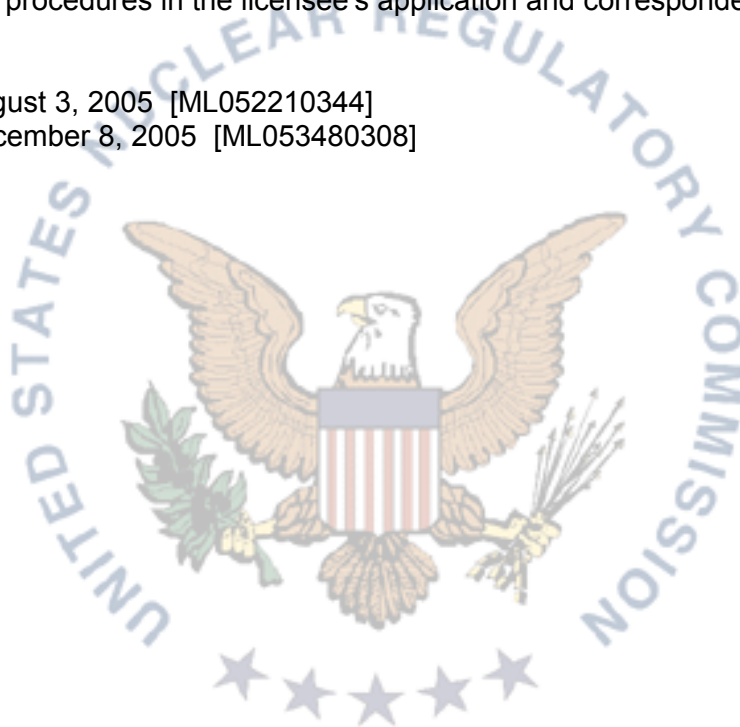 procedures in the licensee's application and corresponde
gust 3, 2005 [ML052210344]
cember 8, 2005 [ML053480308]
UNITED STATES NUCLEAR REGULATORY COMMISSION